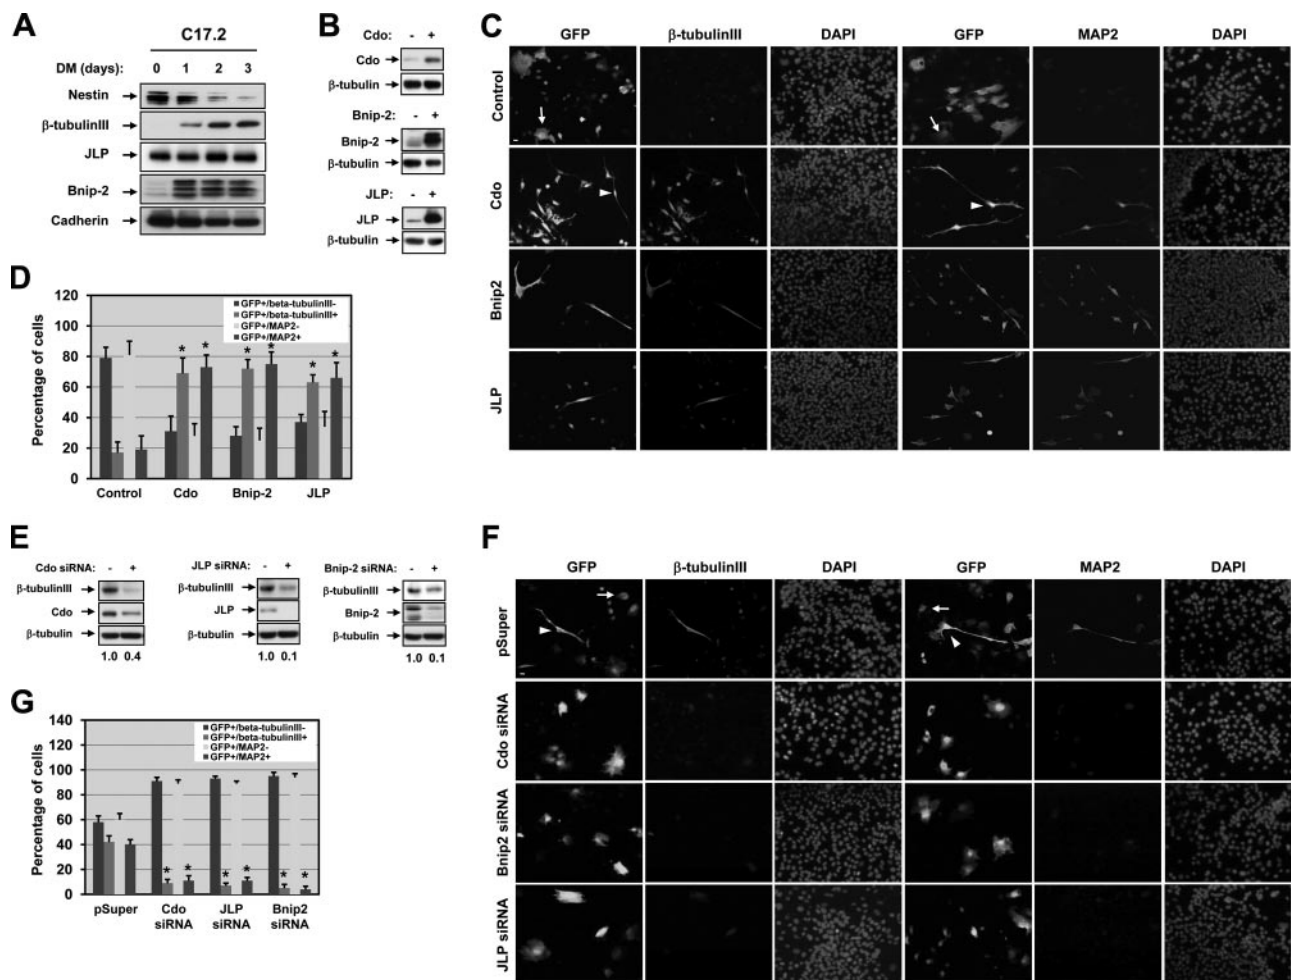 A
C17.2
DM (days): 0 1 2 3
Nestin
β-tubulinIII
JLP
Bnip-2
Cadherin
B
Cdo: - +
Cdo
β-tubulin
Bnip-2: - +
Bnip-2
β-tubulin
JLP: - +
JLP
β-tubulin
C
GFP β-tubulinIII DAPI GFP MAP2 DAPI
Control
Cdo
Bnip2
JLP
D
Percentage of cells
120
100
80
60
40
20
0
GFP+/beta-tubulinIII-
GFP+/beta-tubulinIII+
GFP+/MAP2-
GFP+/MAP2+
* * * * * *
Control Cdo Bnip-2 JLP
E
Cdo siRNA: - +
β-tubulinIII
Cdo
β-tubulin
1.0 0.4
JLP siRNA: - +
β-tubulinIII
JLP
β-tubulin
1.0 0.1
Bnip-2 siRNA: - +
β-tubulinIII
Bnip-2
β-tubulin
1.0 0.1
F
GFP β-tubulinIII DAPI GFP MAP2 DAPI
pSuper
Cdo siRNA
Bnip2 siRNA
JLP siRNA
G
Percentage of cells
140
120
100
80
60
40
20
0
GFP+/beta-tubulinIII-
GFP+/beta-tubulinIII+
GFP+/MAP2-
GFP+/MAP2+
* * * * * *
pSuper Cdo JLP Bnip2
siRNA siRNA siRNA